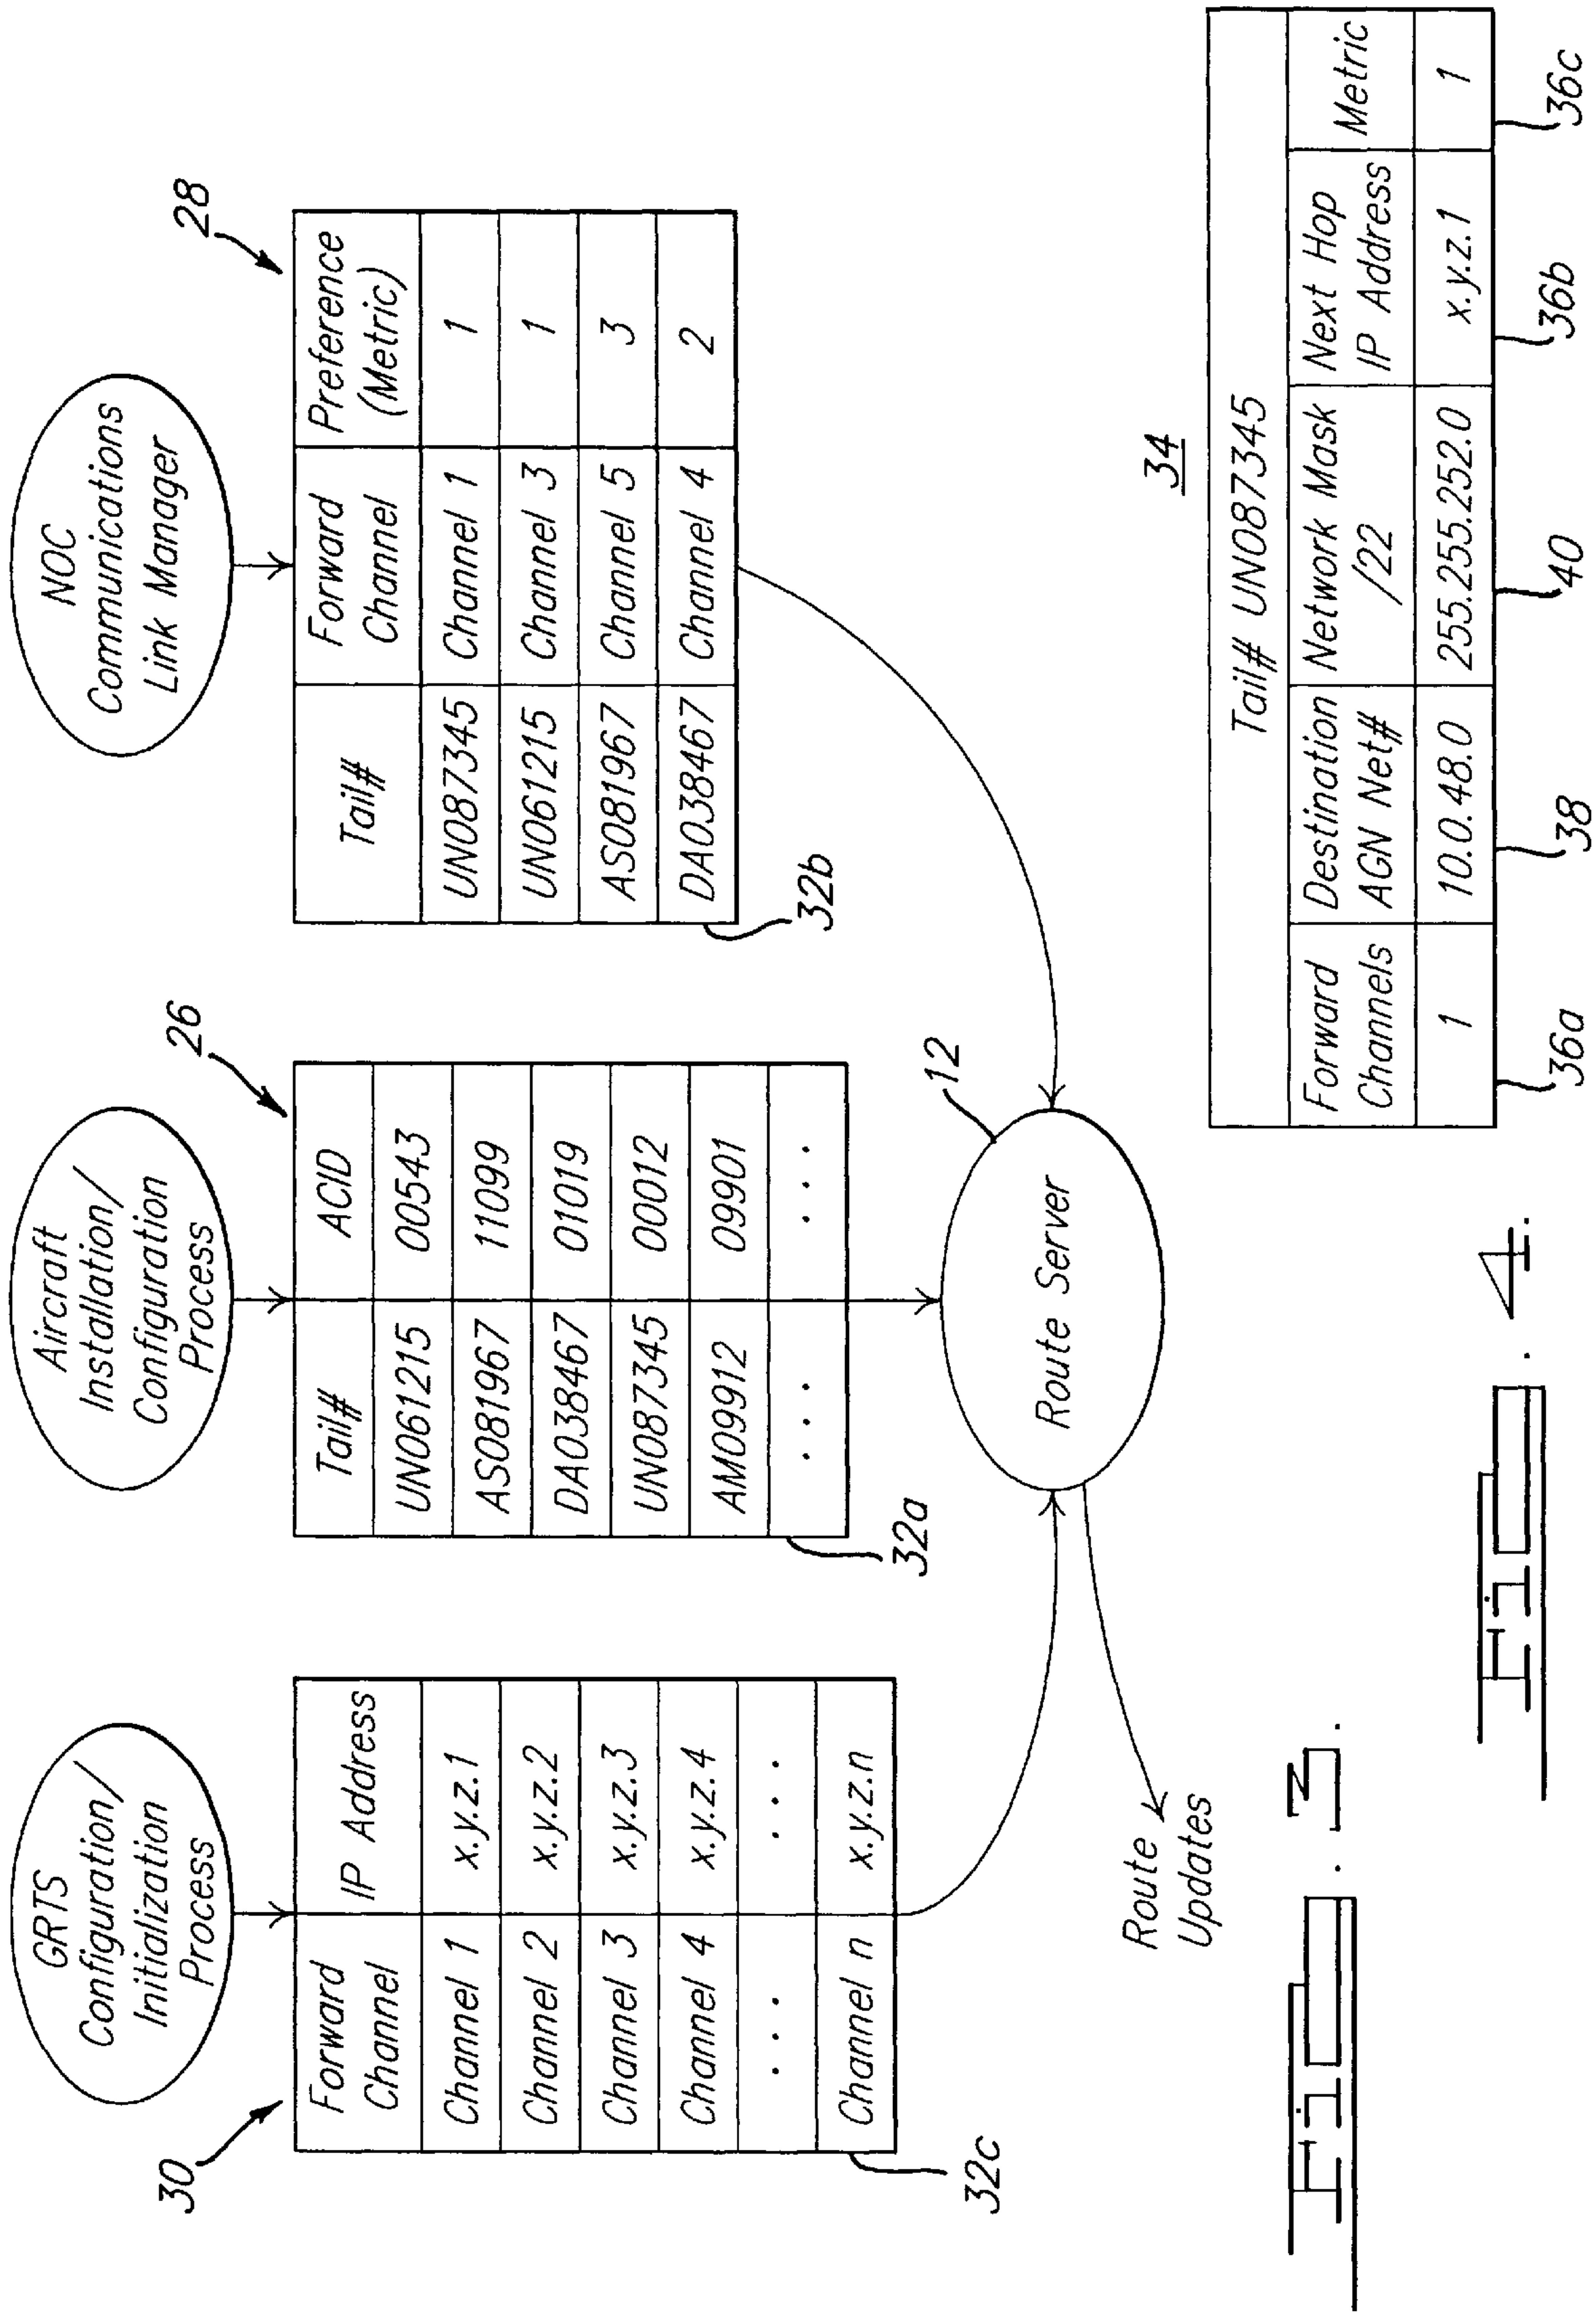 GRTS
Configuration/
Initialization
Process
30
Forward Channel IP Address
Channel 1 x.y.z.1
Channel 2 x.y.z.2
Channel 3 x.y.z.3
Channel 4 x.y.z.4
. . . . . .
Channel n x.y.z.n
32c
Aircraft
Installation/
Configuration
Process
26
Tail# ACID
UN061215 00543
AS081967 11099
DA038467 01019
UN087345 00012
AM09912 09901
. . . . . .
32a
NOC
Communications
Link Manager
28
Tail# Forward Channel Preference (Metric)
UN087345 Channel 1 1
UN061215 Channel 3 1
AS081967 Channel 5 3
DA038467 Channel 4 2
32b
12
Route Server
Route
Updates
Fig. 3.
34
Tail# UN087345
Forward Channels Destination AGN Net# Network Mask /22 Next Hop IP Address Metric
1 10.0.48.0 255.255.252.0 x.y.z.1 1
36a 38 40 36b 36c
Fig. 4.